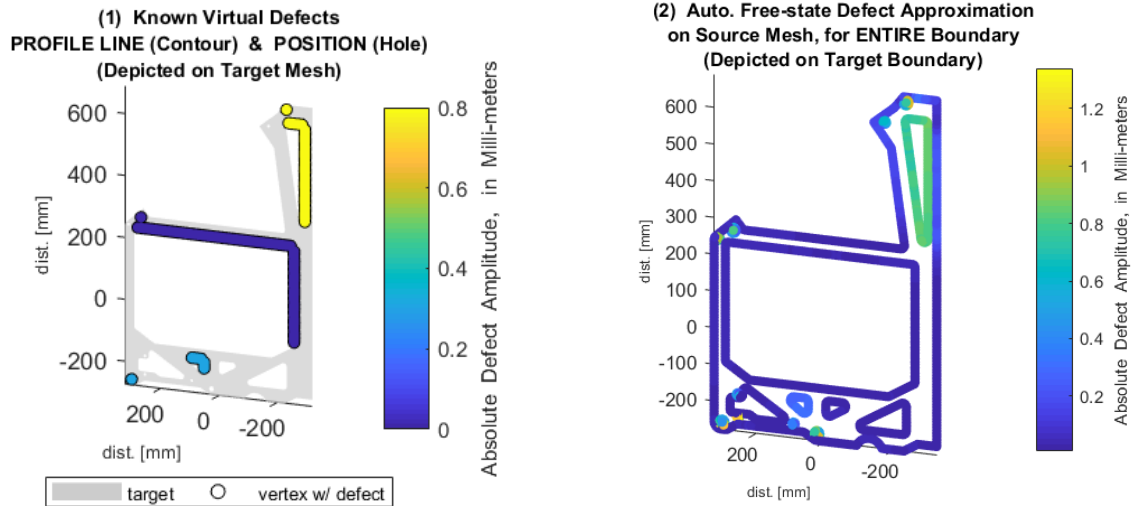 (1) Known Virtual Defects
PROFILE LINE (Contour) & POSITION (Hole)
(Depicted on Target Mesh)
600
400
200
0
-200
dist. [mm]
200
0
-200
dist. [mm]
0.8
0.6
0.4
0.2
0
Absolute Defect Amplitude, in Milli-meters
target
vertex w/ defect
(2) Auto. Free-state Defect Approximation
on Source Mesh, for ENTIRE Boundary
(Depicted on Target Boundary)
600
500
400
300
200
100
0
-100
-200
dist. [mm]
200
0
-200
dist. [mm]
1.2
1
0.8
0.6
0.4
0.2
Absolute Defect Amplitude, in Milli-meters